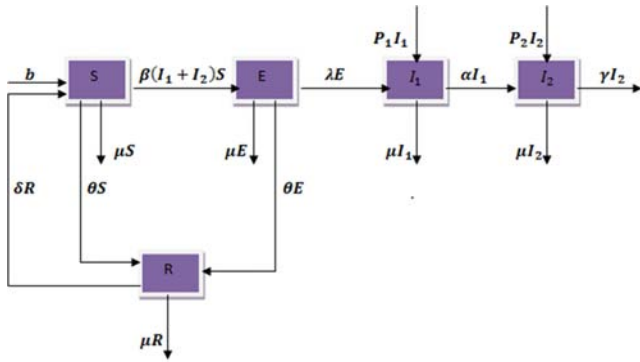 P₁I₁ P₂I₂
b S β(I₁ + I₂)S E λE I₁ αI₁ I₂ γI₂
μS μE μI₁ μI₂
δR θS θE
R
μR